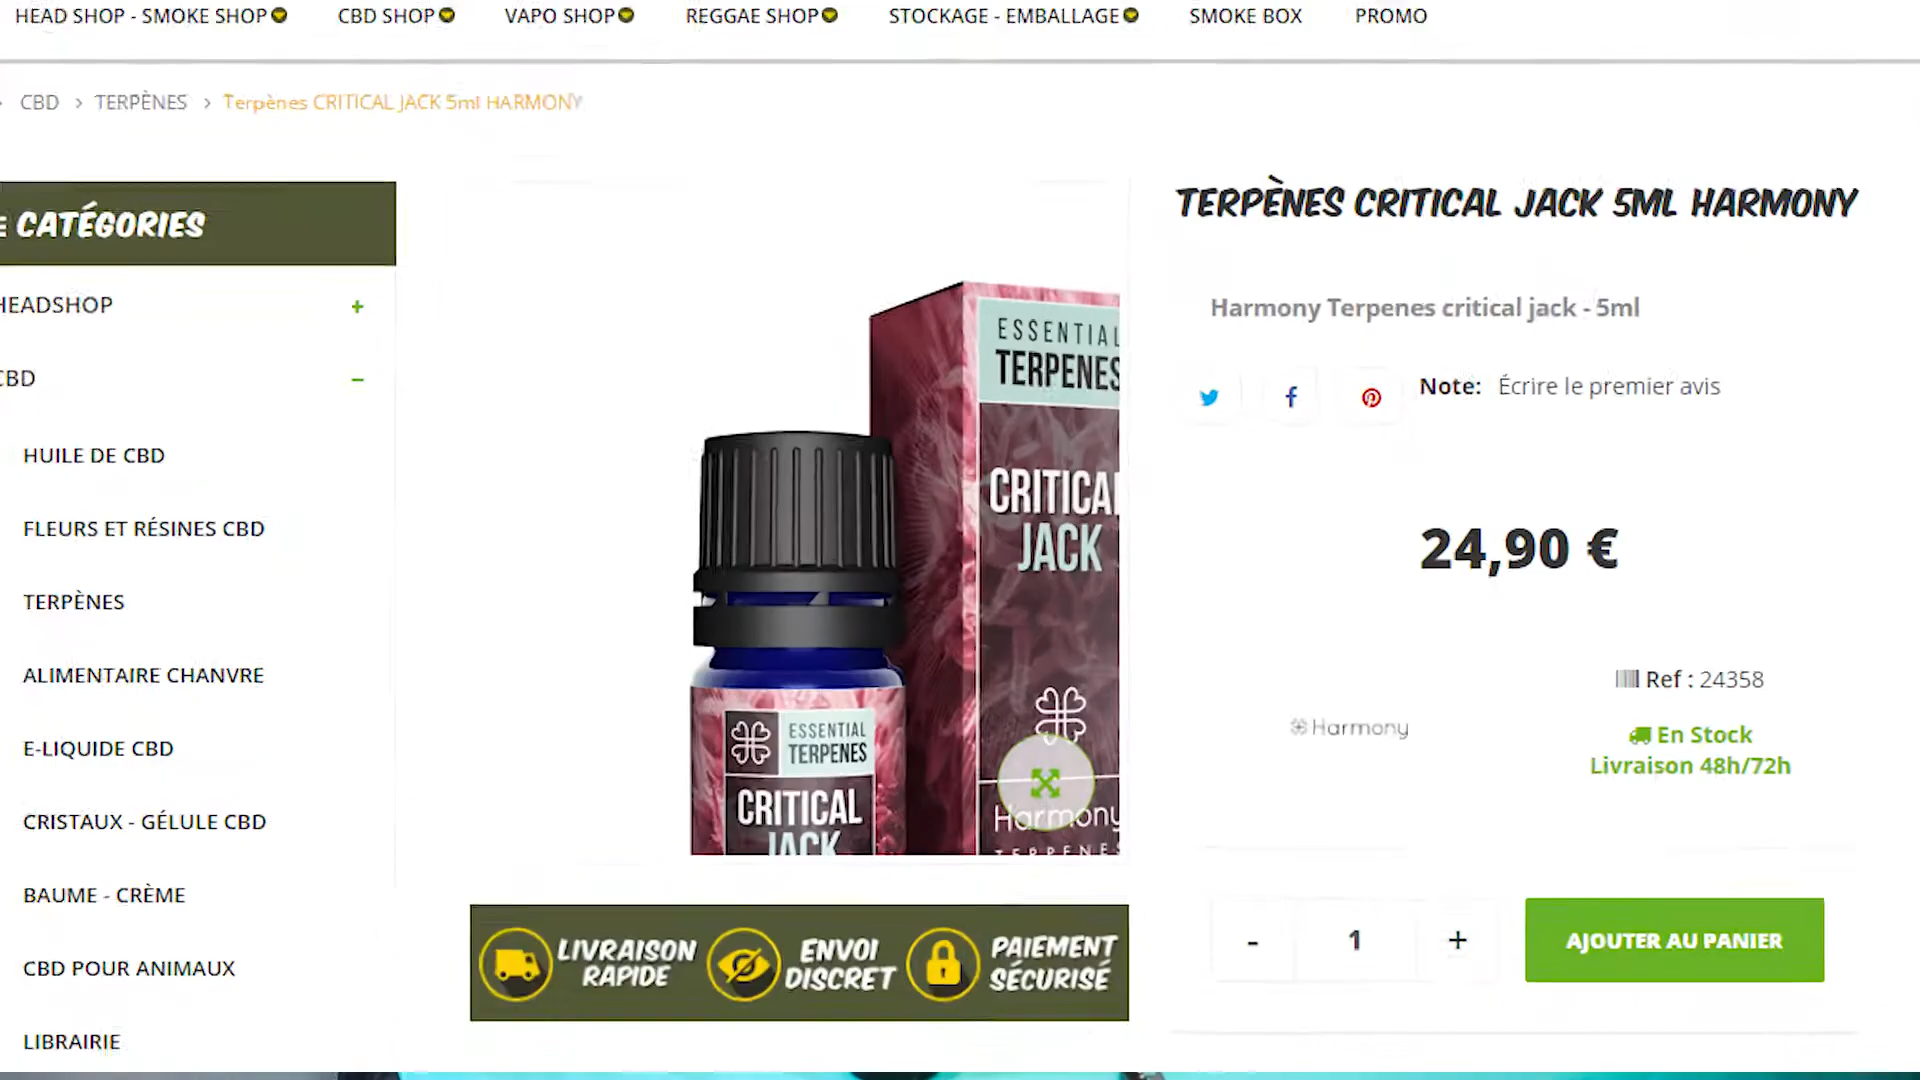 HEAD SHOP - SMOKE SHOP CBD SHOP VAPO SHOP REGGAE SHOP STOCKAGE - EMBALLAGE SMOKE BOX PROMO
> CBD > TERPÈNES > Terpènes CRITICAL JACK 5ml HARMONY
CATÉGORIES
HEADSHOP +
CBD -
HUILE DE CBD
FLEURS ET RÉSINES CBD
TERPÈNES
ALIMENTAIRE CHANVRE
E-LIQUIDE CBD
CRISTAUX - GÉLULE CBD
BAUME - CRÈME
CBD POUR ANIMAUX
LIBRAIRIE
ESSENTIAL
TERPENES
CRITICAL
JACK
Harmony
TERPENES
ESSENTIAL
TERPENES
CRITICAL
JACK
LIVRAISON
RAPIDE
ENVOI
DISCRET
PAIEMENT
SÉCURISÉ
TERPÈNES CRITICAL JACK 5ML HARMONY
Harmony Terpenes critical jack - 5ml
Note: Écrire le premier avis
24,90 €
Harmony
Ref : 24358
En Stock
Livraison 48h/72h
- 1 +
AJOUTER AU PANIER